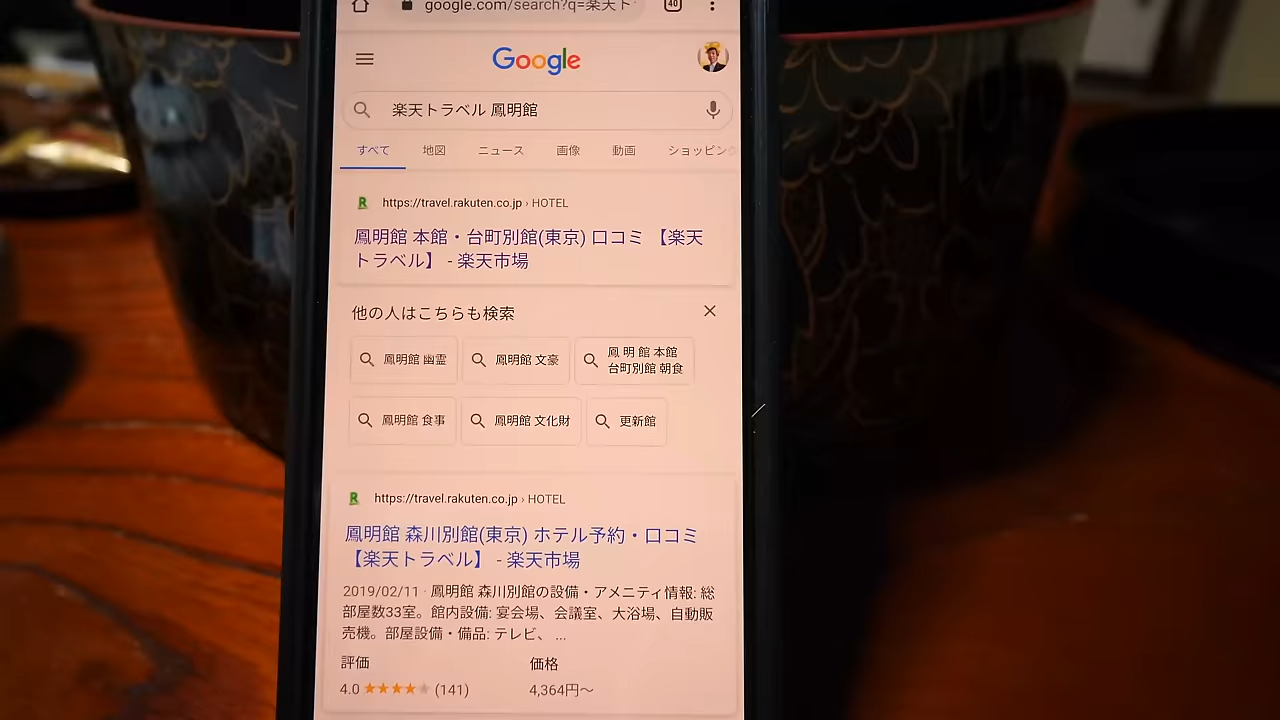 google.com/search?q=楽天ト
40
Google
楽天トラベル 鳳明館
すべて 地図 ニュース 画像 動画 ショッピング
https://travel.rakuten.co.jp › HOTEL
鳳明館 本館・台町別館(東京) 口コミ 【楽天
トラベル】 - 楽天市場
他の人はこちらも検索
鳳明館 幽霊
鳳明館 文豪
鳳 明 館 本館
台町別館 朝食
鳳明館 食事
鳳明館 文化財
更新館
https://travel.rakuten.co.jp › HOTEL
鳳明館 森川別館(東京) ホテル予約・口コミ
【楽天トラベル】 - 楽天市場
2019/02/11 · 鳳明館 森川別館の設備・アメニティ情報: 総
部屋数33室。館内設備: 宴会場、会議室、大浴場、自動販
売機。部屋設備・備品: テレビ、 ...
評価 価格
4.0 ★★★★★ (141) 4,364円〜